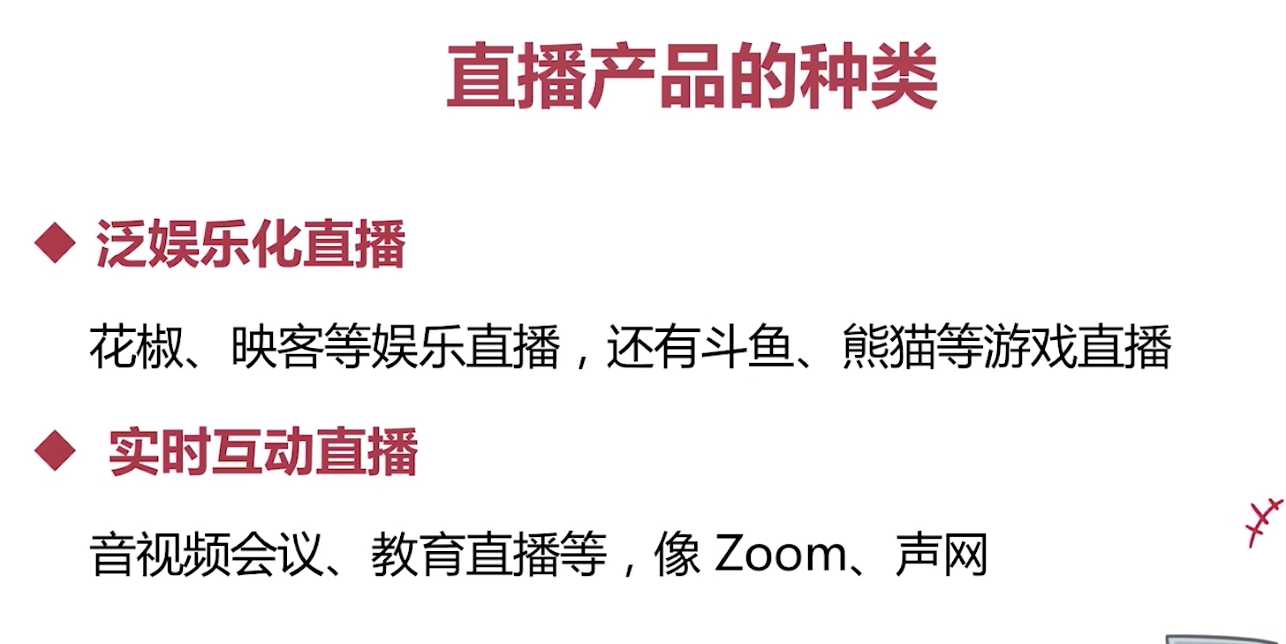 直播产品的种类
泛娱乐化直播
花椒、映客等娱乐直播，还有斗鱼、熊猫等游戏直播
实时互动直播
音视频会议、教育直播等，像 Zoom、声网